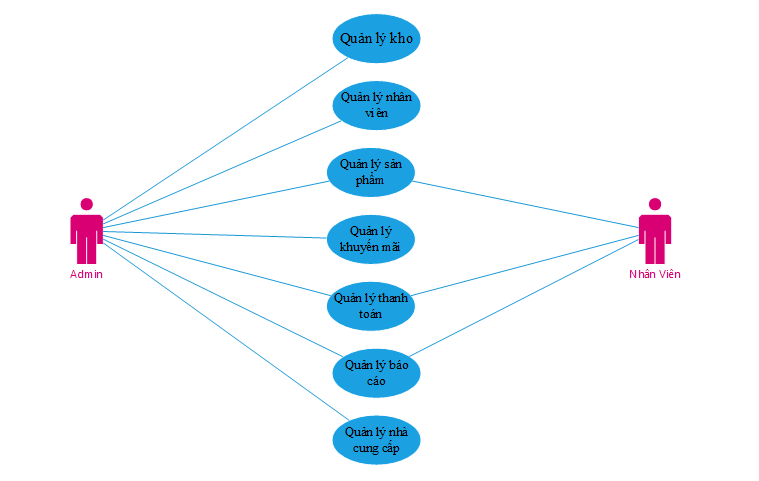 Quản lý kho
Quản lý nhân
viên
Quản lý sản
phẩm
Quản lý
khuyến mãi
Admin
Nhân Viên
Quản lý thanh
toán
Quản lý báo
cáo
Quản lý nhà
cung cấp